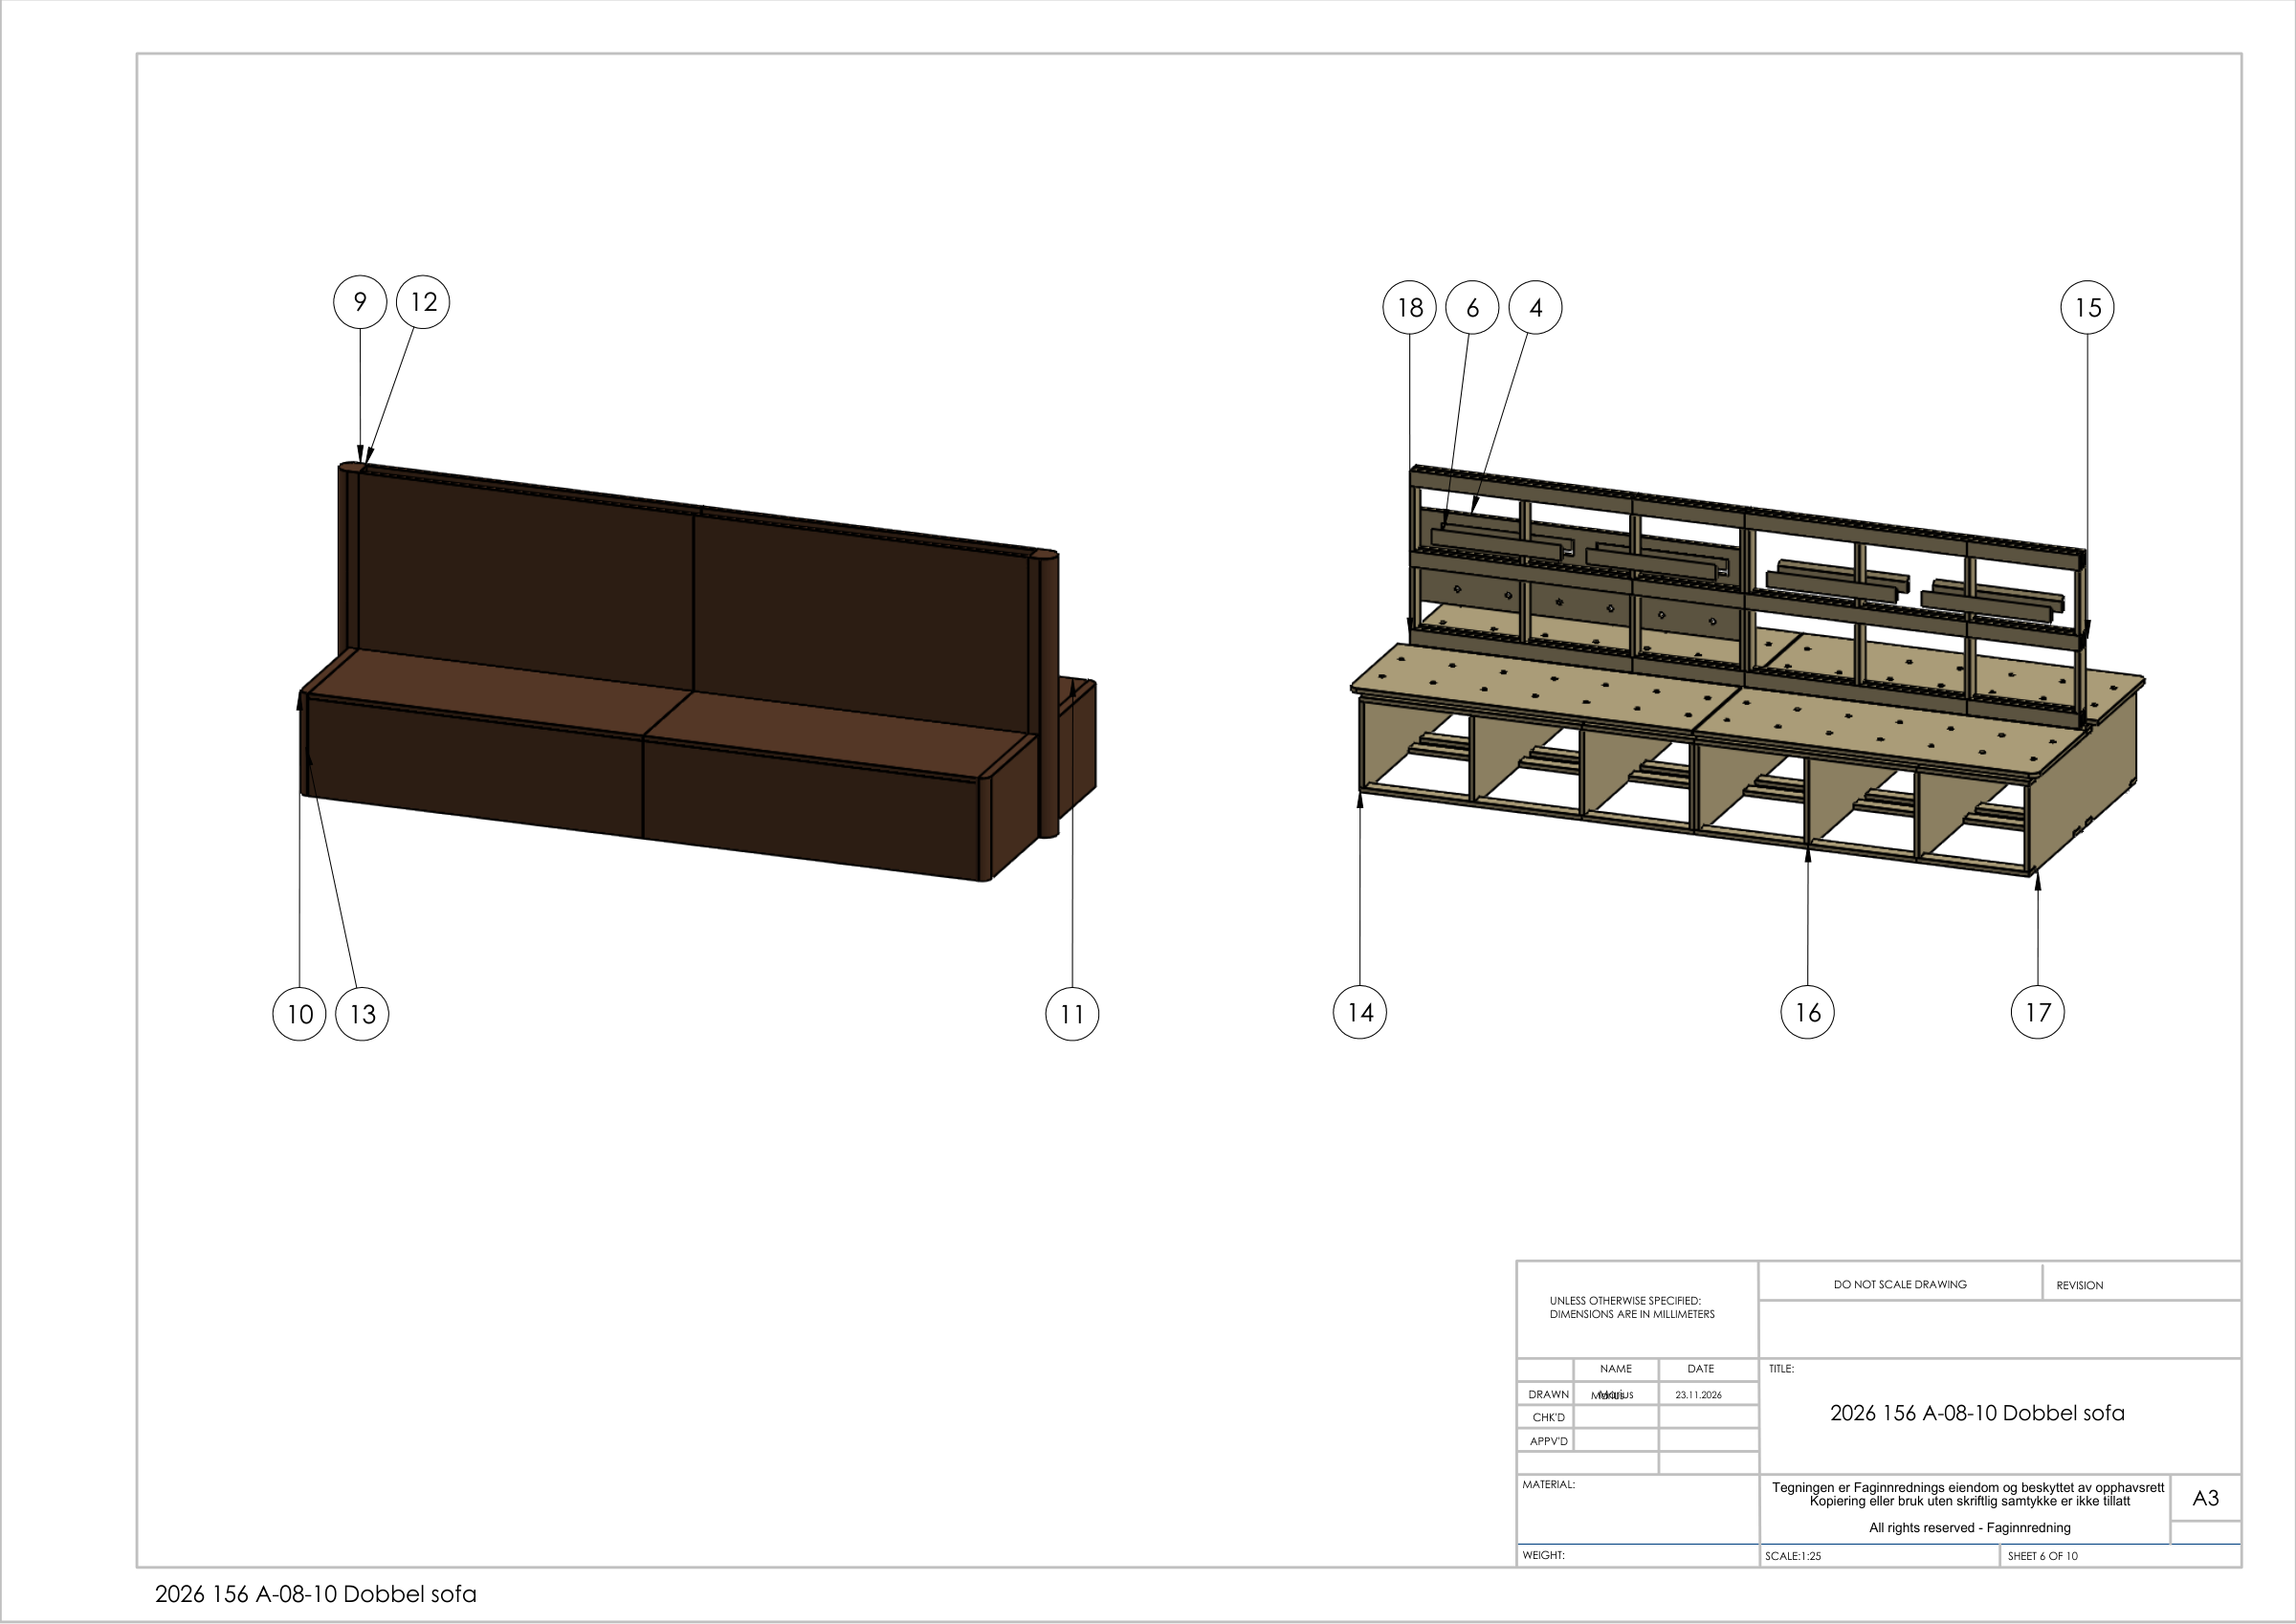 9 12
18 6 4 15
10 13 11
14 16 17
UNLESS OTHERWISE SPECIFIED:
DIMENSIONS ARE IN MILLIMETERS
DO NOT SCALE DRAWING
REVISION
NAME DATE
DRAWN 23.11.2026
CHK'D
APPV'D
TITLE:
2026 156 A-08-10 Dobbel sofa
MATERIAL:
Tegningen er Faginnrednings eiendom og beskyttet av opphavsrett
Kopiering eller bruk uten skriftlig samtykke er ikke tillatt
All rights reserved - Faginnredning
A3
WEIGHT:
SCALE:1:25
SHEET 6 OF 10
2026 156 A-08-10 Dobbel sofa